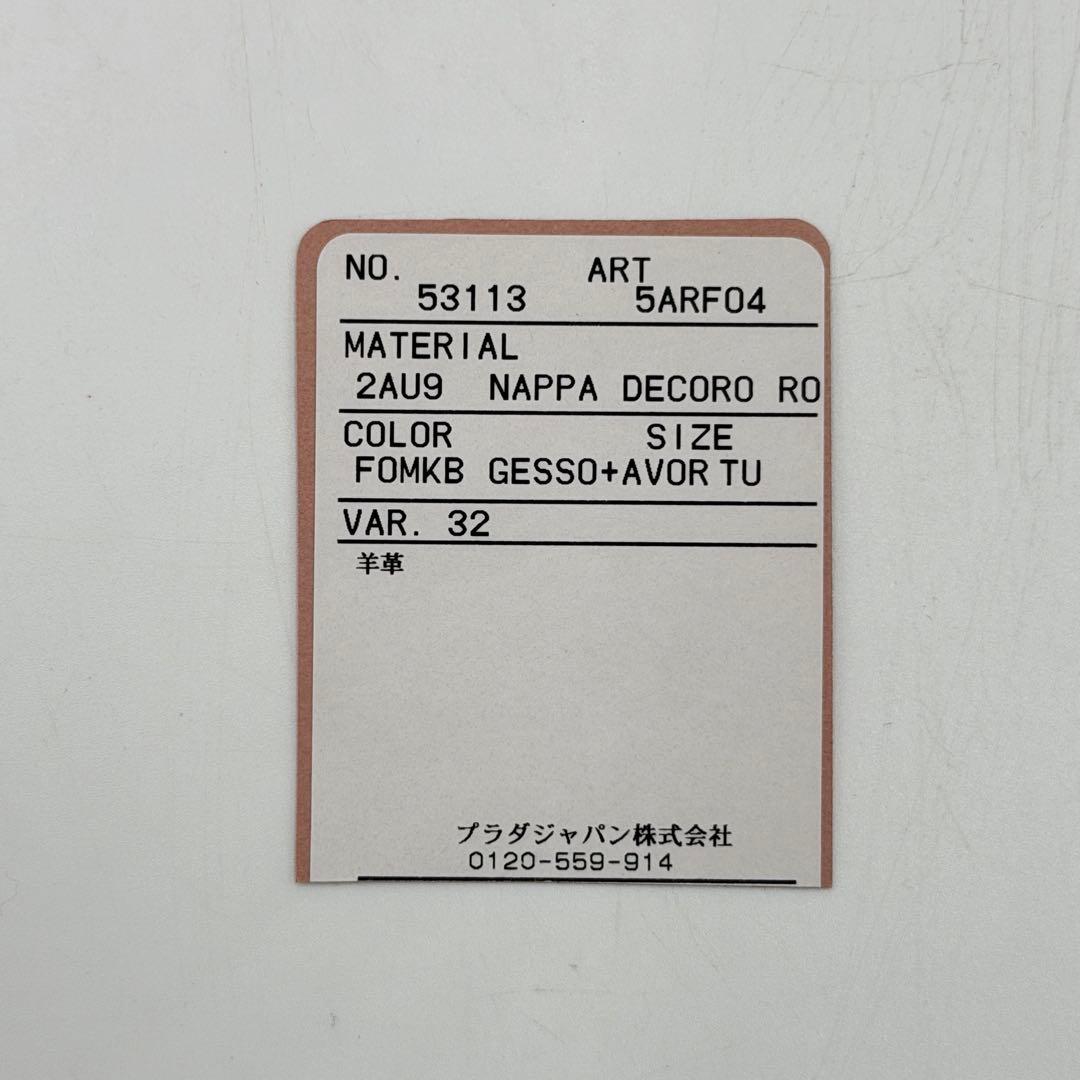 NO. ART
53113 5ARF04
MATERIAL
2AU9 NAPPA DECORO RO
COLOR SIZE
F0MKB GESSO+AVOR TU
VAR. 32
羊革
プラダジャパン株式会社
0120-559-914